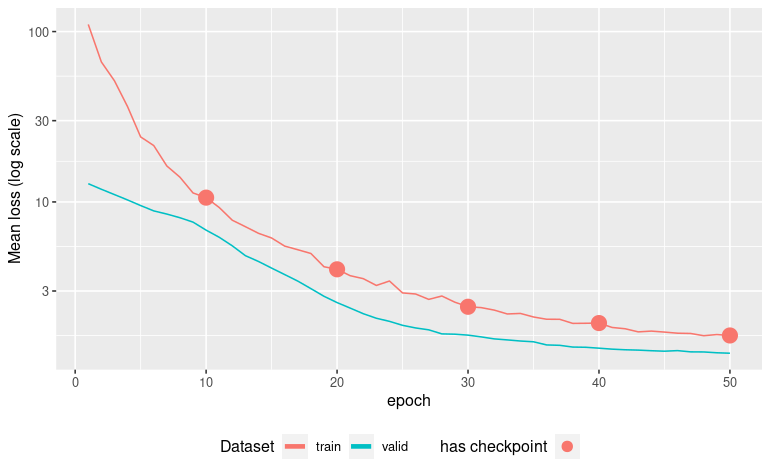 Mean loss (log scale)
100
30
10
3
0 10 20 30 40 50
epoch
Dataset train valid has checkpoint